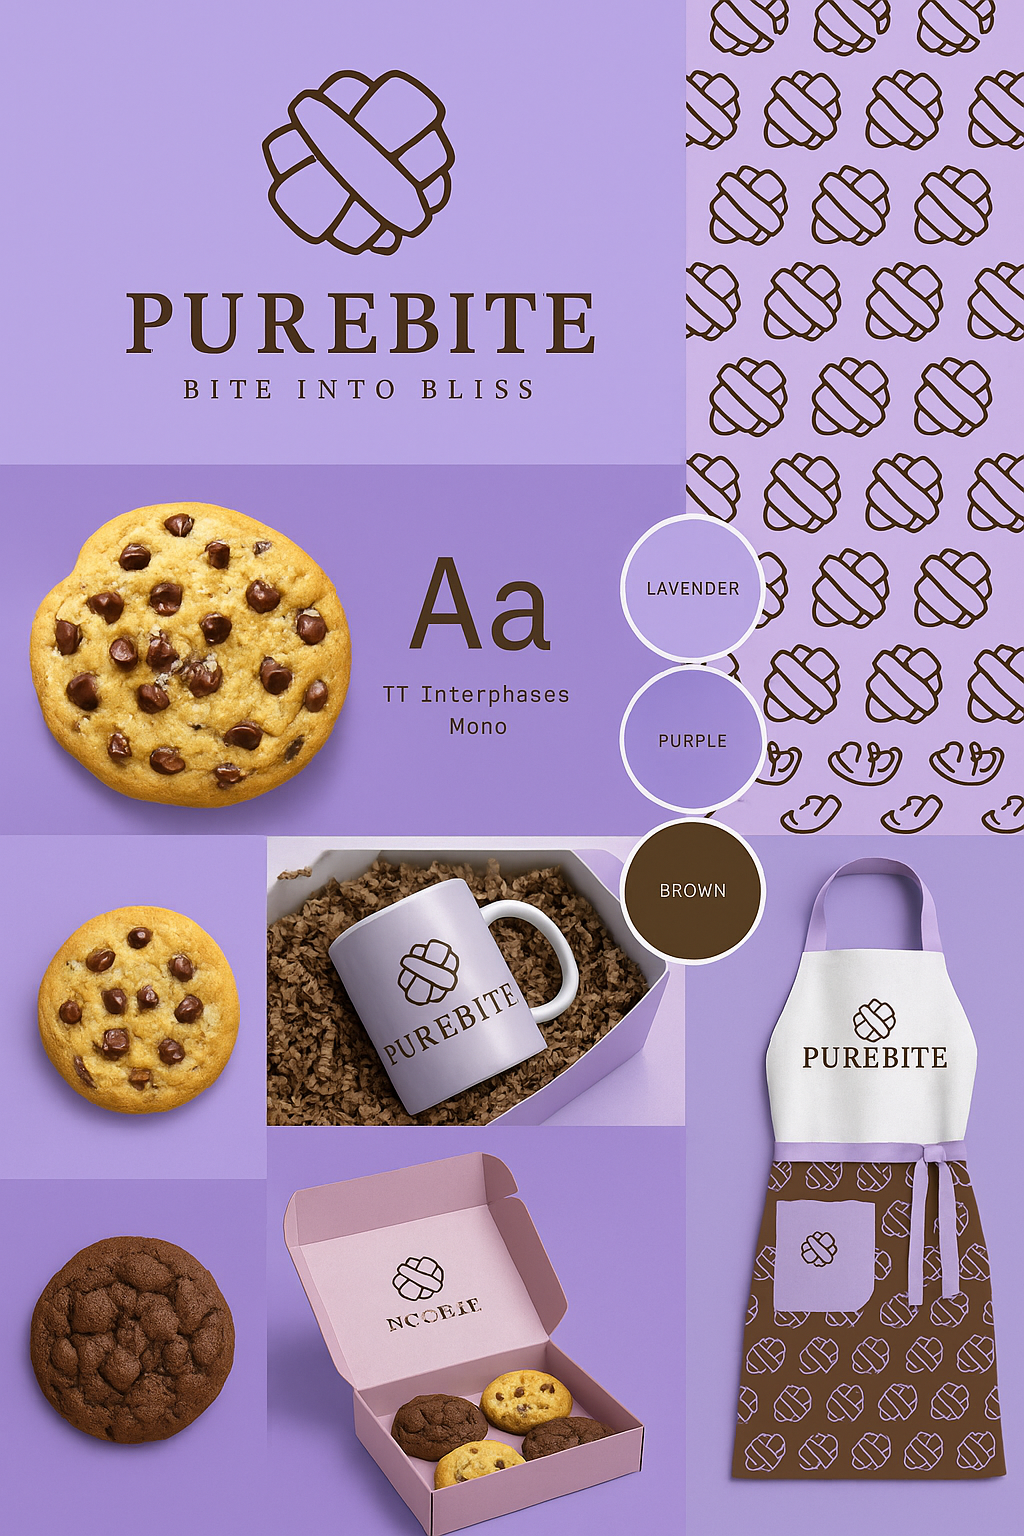 PUREBITE
BITE INTO BLISS
Aa
TT Interphases
Mono
LAVENDER
PURPLE
BROWN
PUREBITE
PUREBITE